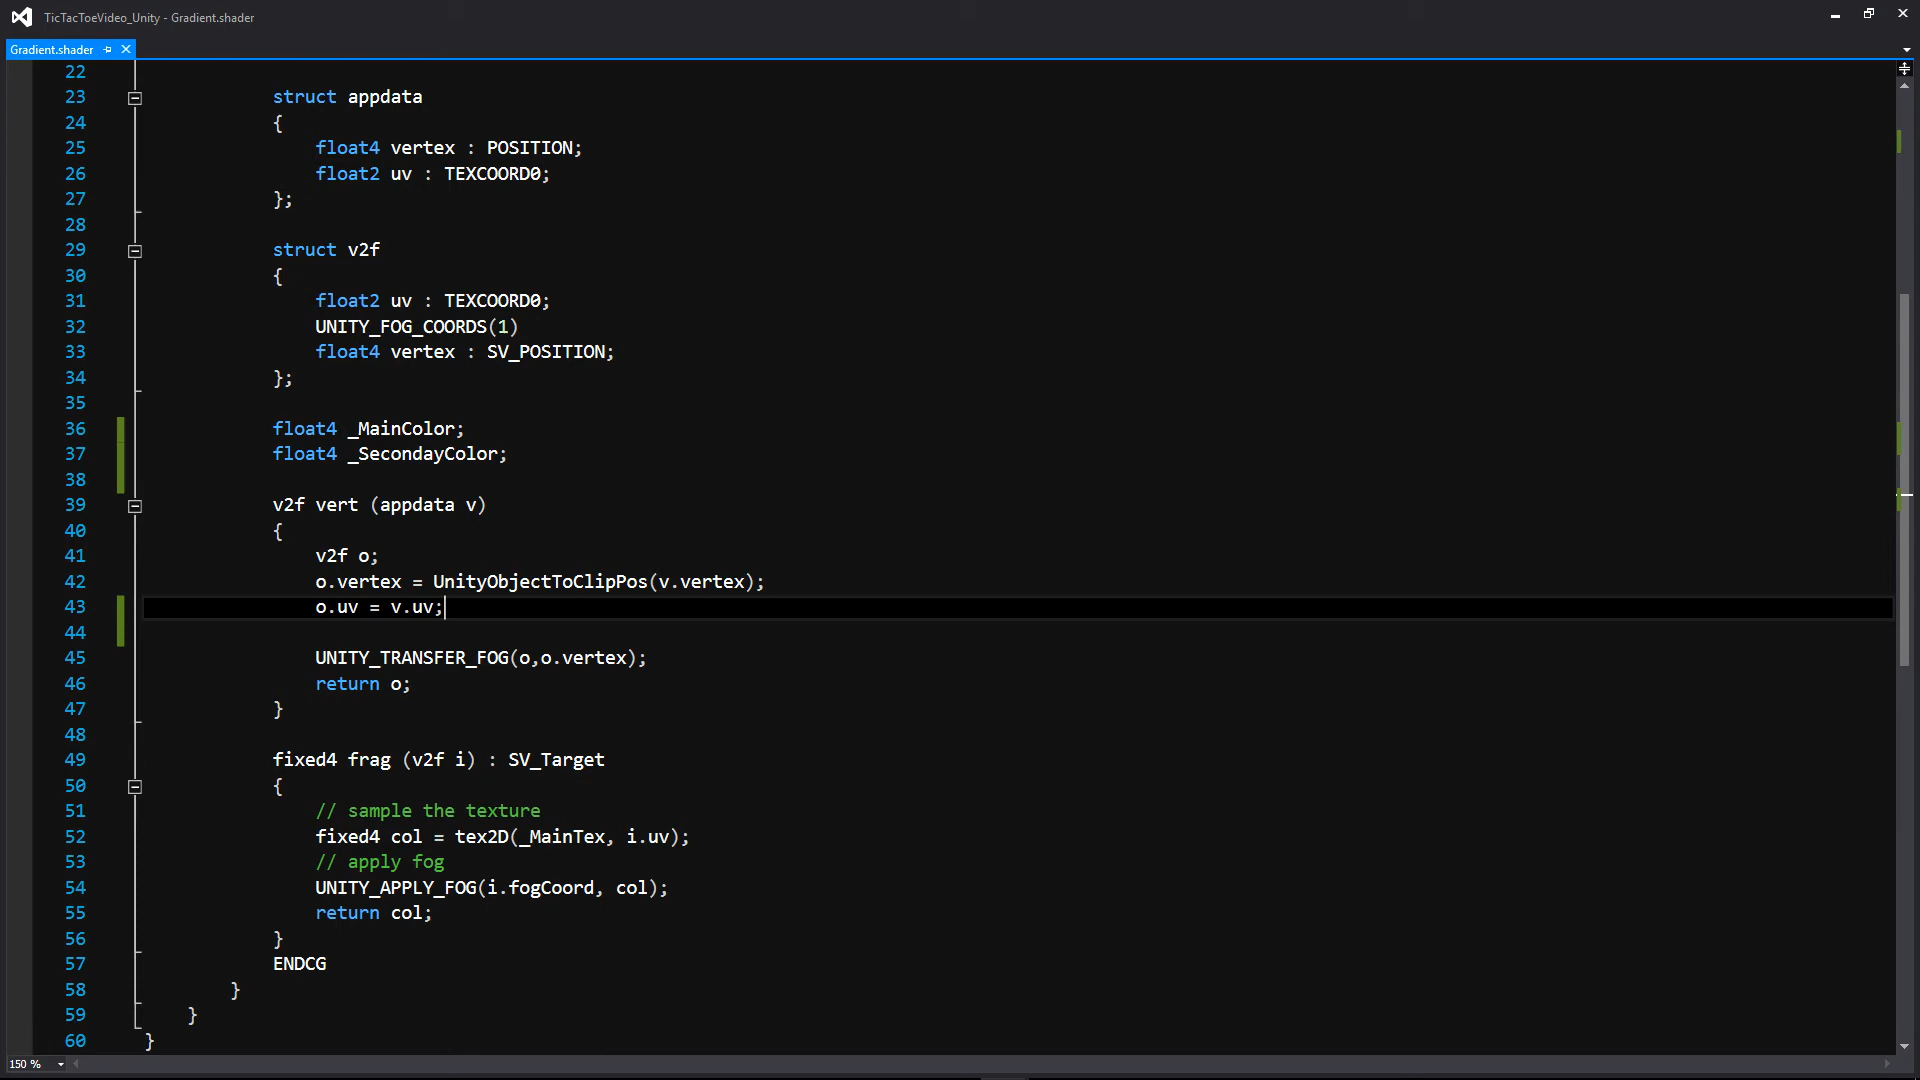 TicTacToeVideo_Unity - Gradient.shader
Gradient.shader
22
23 struct appdata
24 {
25 float4 vertex : POSITION;
26 float2 uv : TEXCOORD0;
27 };
28
29 struct v2f
30 {
31 float2 uv : TEXCOORD0;
32 UNITY_FOG_COORDS(1)
33 float4 vertex : SV_POSITION;
34 };
35
36 float4 _MainColor;
37 float4 _SecondayColor;
38
39 v2f vert (appdata v)
40 {
41 v2f o;
42 o.vertex = UnityObjectToClipPos(v.vertex);
43 o.uv = v.uv;
44
45 UNITY_TRANSFER_FOG(o,o.vertex);
46 return o;
47 }
48
49 fixed4 frag (v2f i) : SV_Target
50 {
51 // sample the texture
52 fixed4 col = tex2D(_MainTex, i.uv);
53 // apply fog
54 UNITY_APPLY_FOG(i.fogCoord, col);
55 return col;
56 }
57 ENDCG
58 }
59 }
60 }
150 %